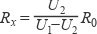 Rₓ = U₂ / (U₁ − U₂) R₀